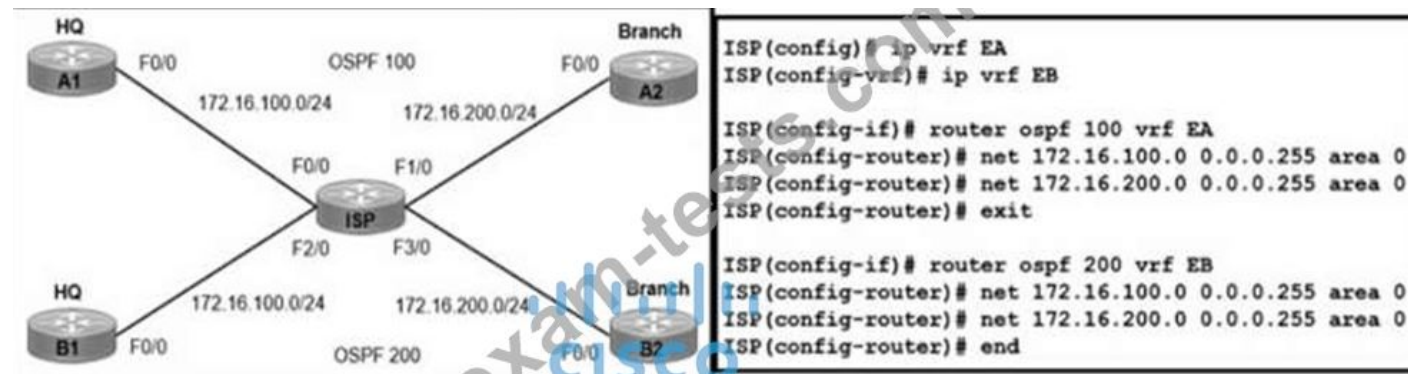 HQ
A1
F0/0
OSPF 100
Branch
F0/0
A2
172.16.100.0/24
172.16.200.0/24
F0/0
F1/0
ISP
F2/0
F3/0
HQ
B1
F0/0
172.16.100.0/24
172.16.200.0/24
OSPF 200
Branch
F0/0
B2
cisco
exam-tests.com
ISP(config)# ip vrf EA
ISP(config-vrf)# ip vrf EB
ISP(config-if)# router ospf 100 vrf EA
ISP(config-router)# net 172.16.100.0 0.0.0.255 area 0
ISP(config-router)# net 172.16.200.0 0.0.0.255 area 0
ISP(config-router)# exit
ISP(config-if)# router ospf 200 vrf EB
ISP(config-router)# net 172.16.100.0 0.0.0.255 area 0
ISP(config-router)# net 172.16.200.0 0.0.0.255 area 0
ISP(config-router)# end